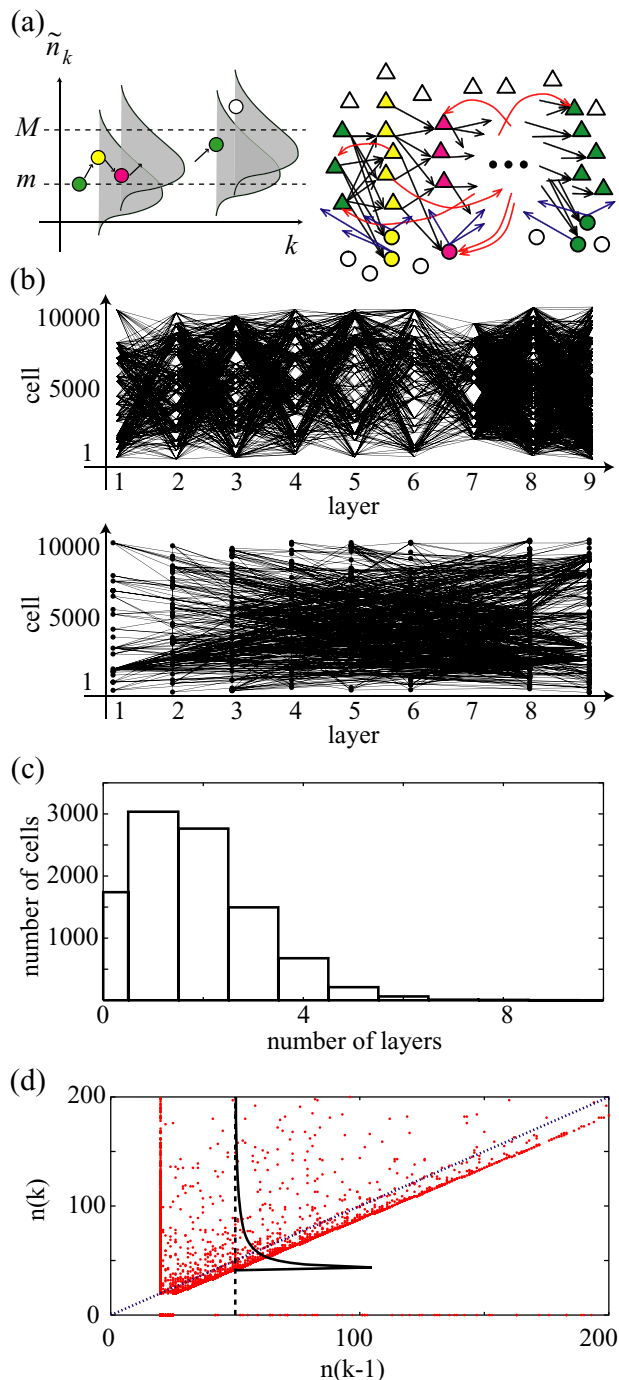 (a)
ñ_k
M
m
k
(b)
10000
5000
1
cell
1 2 3 4 5 6 7 8 9
layer
10000
5000
1
cell
1 2 3 4 5 6 7 8 9
layer
(c)
3000
2000
1000
number of cells
0 4 8
number of layers
(d)
200
100
0
n(k)
0 100 200
n(k-1)